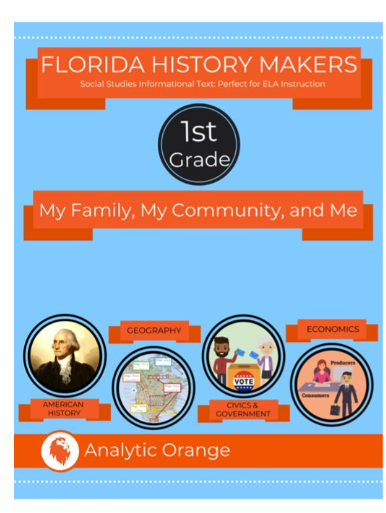 FLORIDA HISTORY MAKERS
Social Studies Informational Text: Perfect for ELA Instruction
1st
Grade
My Family, My Community, and Me
GEOGRAPHY
ECONOMICS
Producers
Consumers
VOTE
AMERICAN
HISTORY
CIVICS &
GOVERNMENT
Analytic Orange